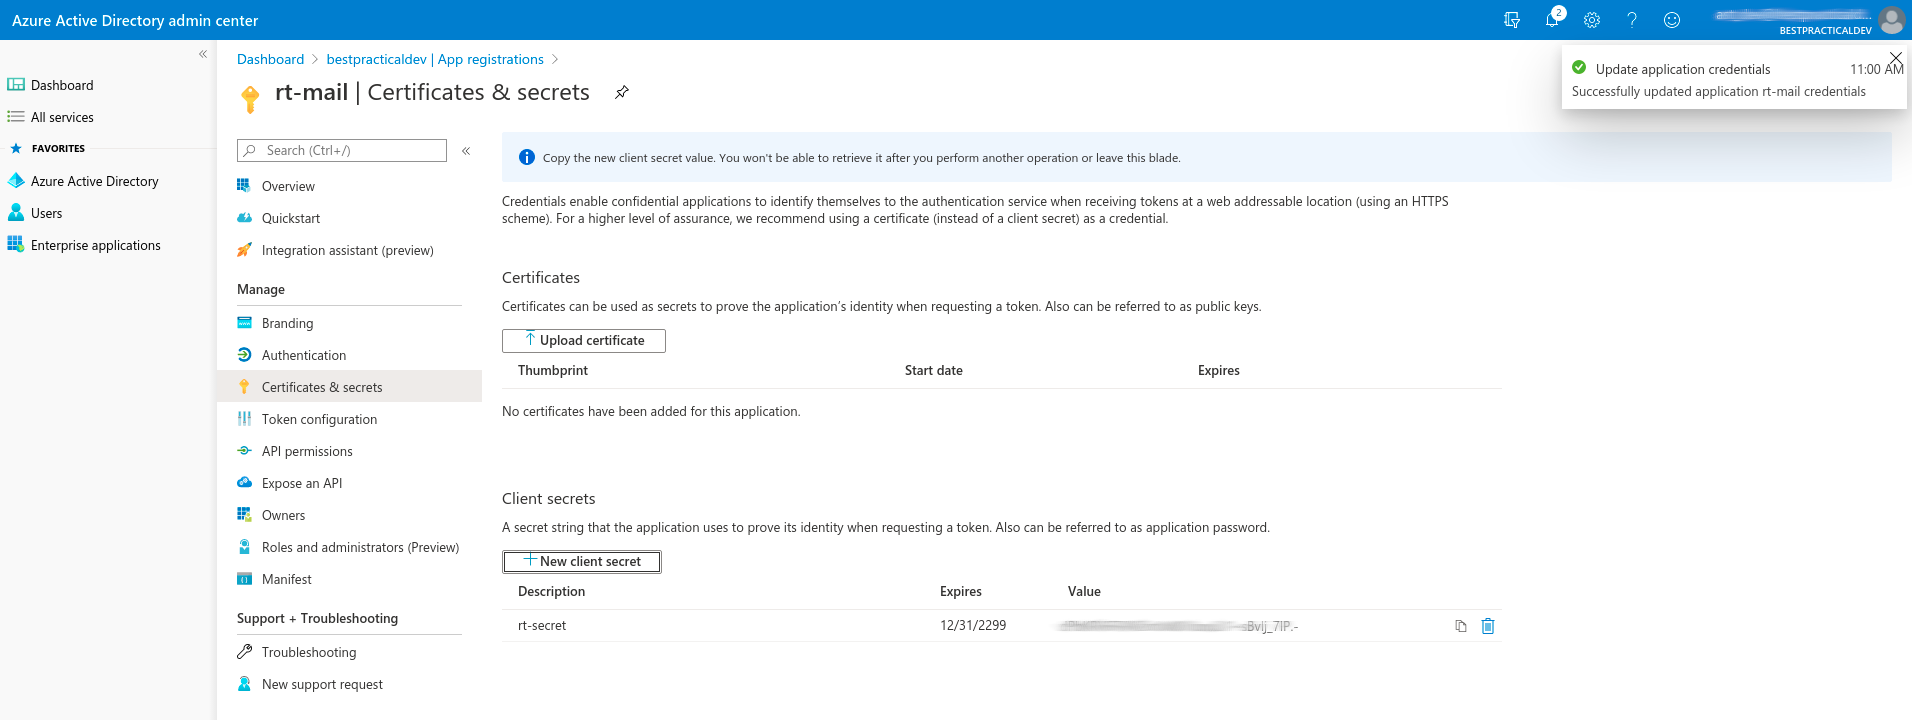 Azure Active Directory admin center
2
BESTPRACTICALDEV
«
Dashboard
All services
FAVORITES
Azure Active Directory
Users
Enterprise applications
Dashboard > bestpracticaldev | App registrations >
rt-mail | Certificates & secrets
Update application credentials 11:00 AM
Successfully updated application rt-mail credentials
Search (Ctrl+/)
«
Overview
Quickstart
Integration assistant (preview)
Manage
Branding
Authentication
Certificates & secrets
Token configuration
API permissions
Expose an API
Owners
Roles and administrators (Preview)
Manifest
Support + Troubleshooting
Troubleshooting
New support request
Copy the new client secret value. You won't be able to retrieve it after you perform another operation or leave this blade.
Credentials enable confidential applications to identify themselves to the authentication service when receiving tokens at a web addressable location (using an HTTPS
scheme). For a higher level of assurance, we recommend using a certificate (instead of a client secret) as a credential.
Certificates
Certificates can be used as secrets to prove the application's identity when requesting a token. Also can be referred to as public keys.
Upload certificate
Thumbprint Start date Expires
No certificates have been added for this application.
Client secrets
A secret string that the application uses to prove its identity when requesting a token. Also can be referred to as application password.
New client secret
Description Expires Value
rt-secret 12/31/2299